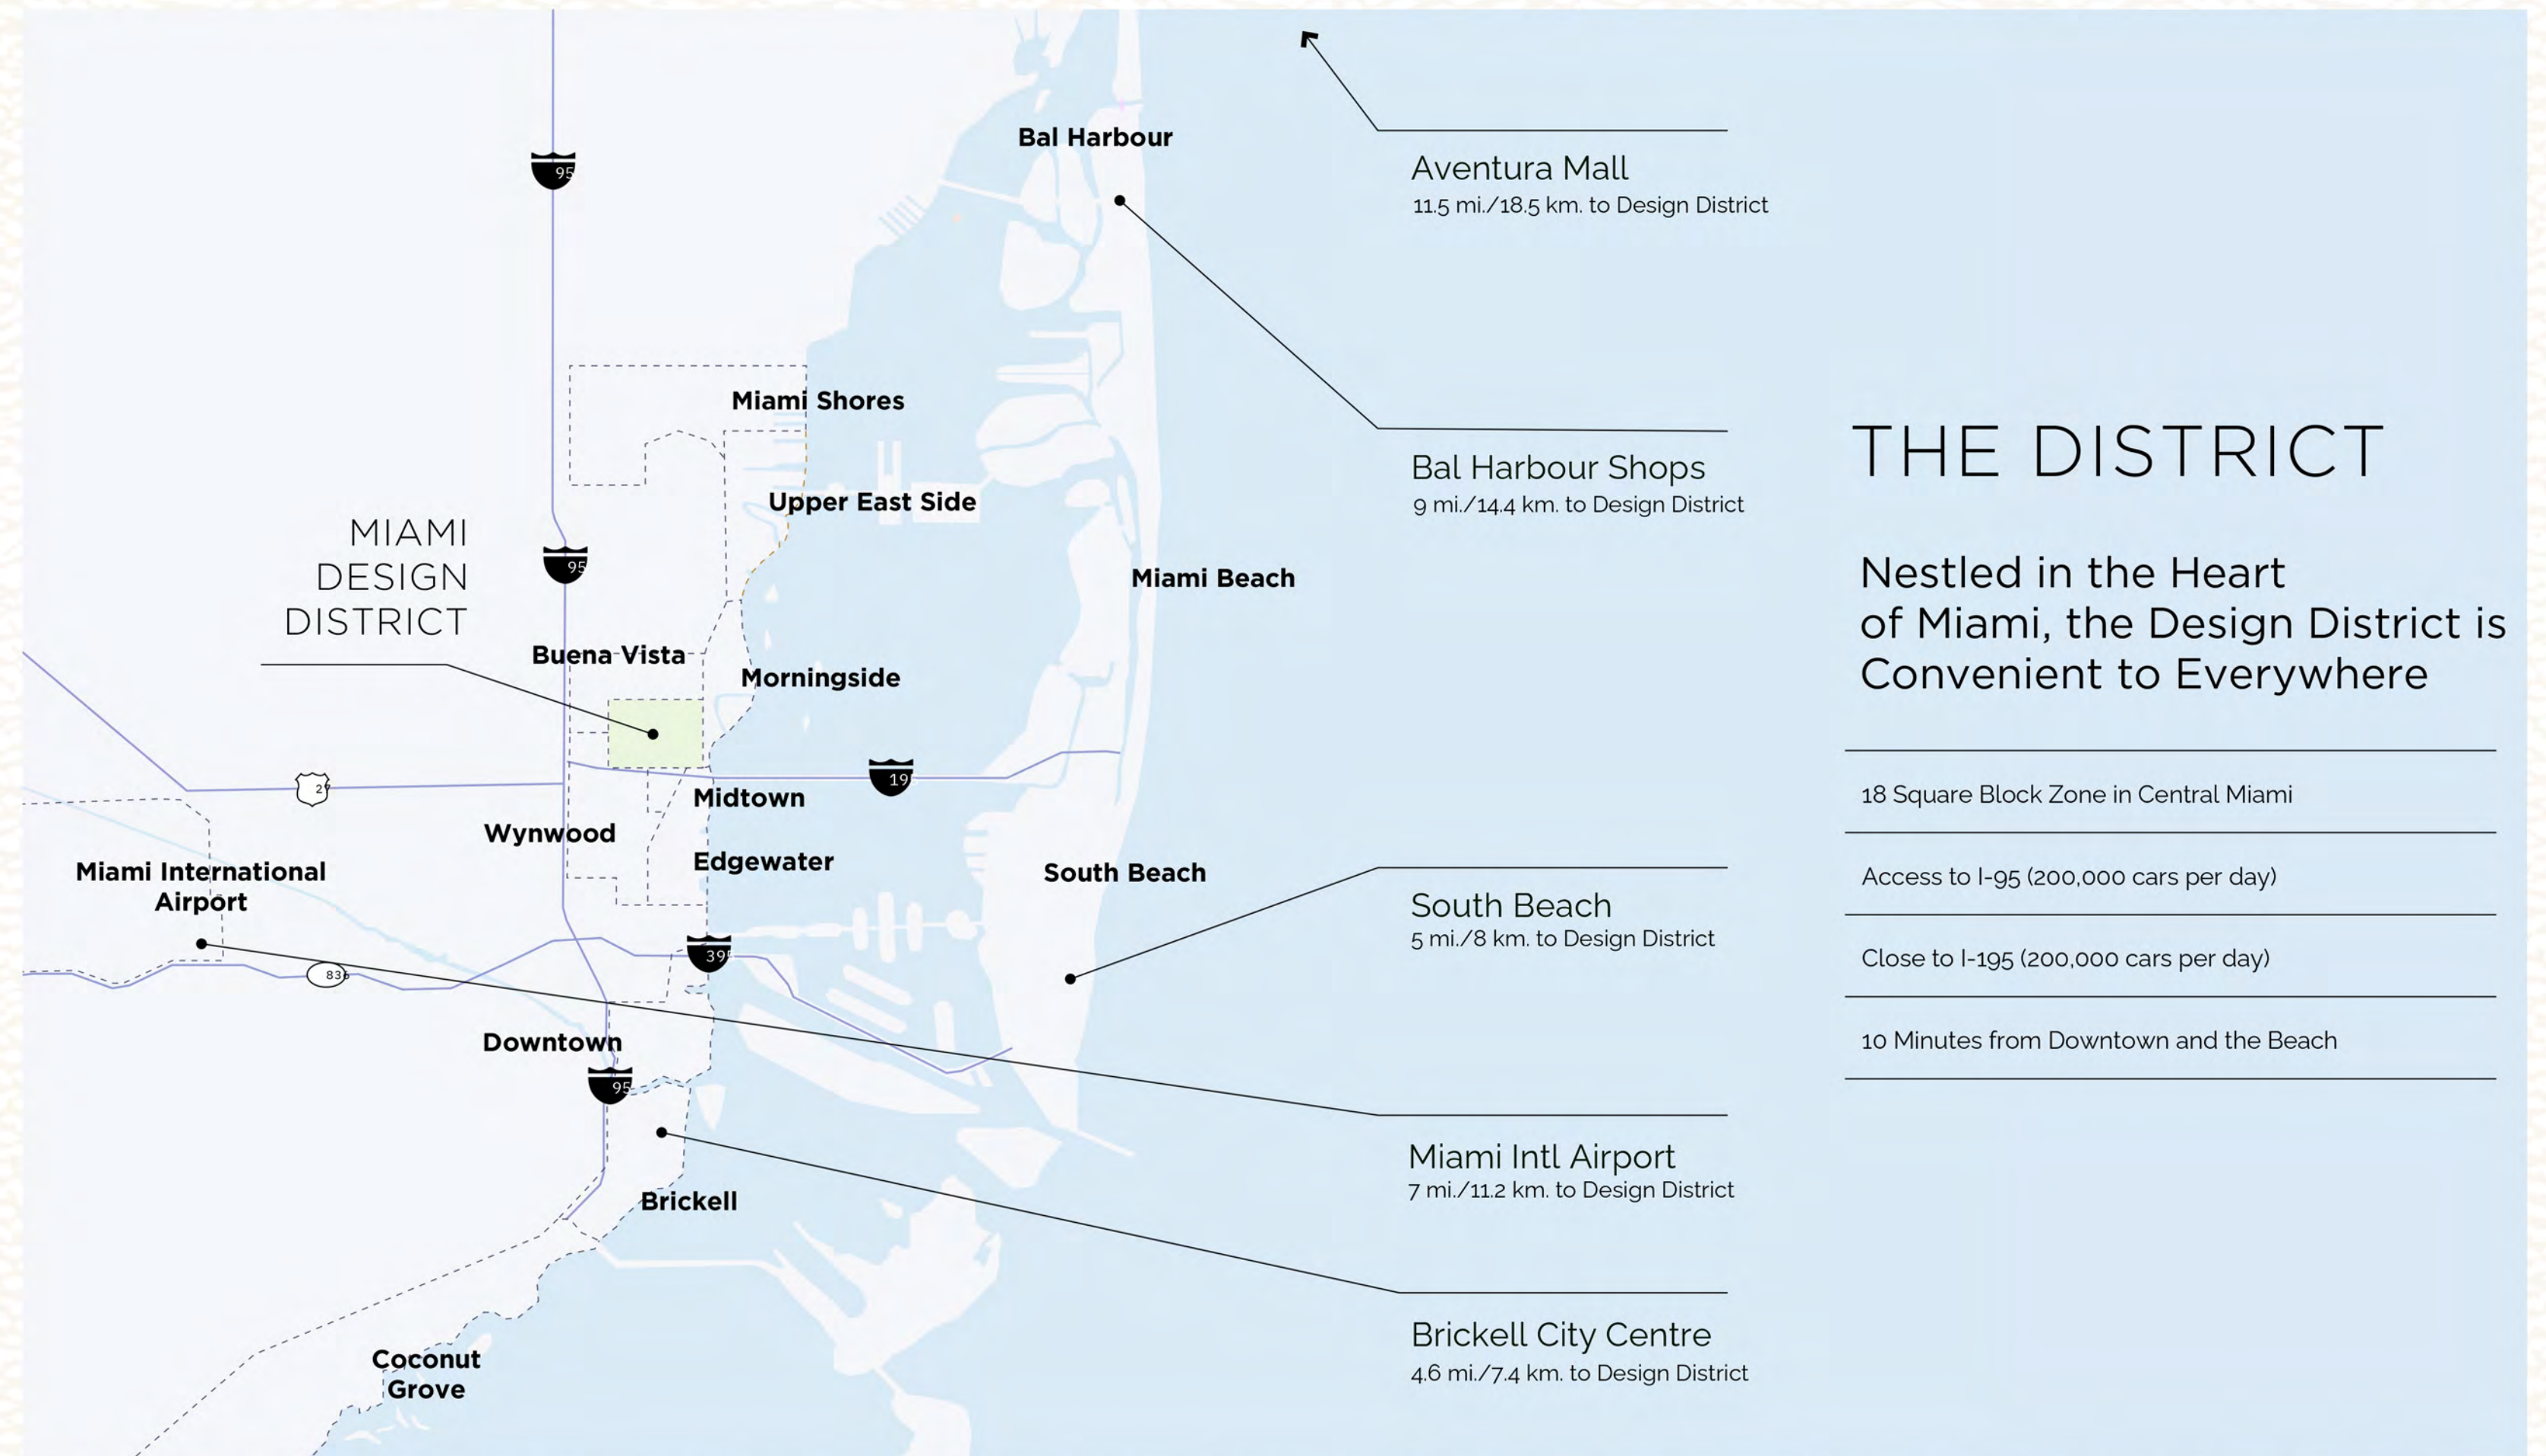 Bal Harbour
Aventura Mall
11.5 mi./18.5 km. to Design District
95
Miami Shores
Bal Harbour Shops
9 mi./14.4 km. to Design District
Upper East Side
MIAMI
DESIGN
DISTRICT
95
Miami Beach
Buena Vista
Morningside
27
19
Midtown
Wynwood
Edgewater
Miami International
Airport
South Beach
South Beach
5 mi./8 km. to Design District
395
836
Downtown
95
Miami Intl Airport
7 mi./11.2 km. to Design District
Brickell
Brickell City Centre
4.6 mi./7.4 km. to Design District
Coconut
Grove
THE DISTRICT
Nestled in the Heart
of Miami, the Design District is
Convenient to Everywhere
18 Square Block Zone in Central Miami
Access to I-95 (200,000 cars per day)
Close to I-195 (200,000 cars per day)
10 Minutes from Downtown and the Beach